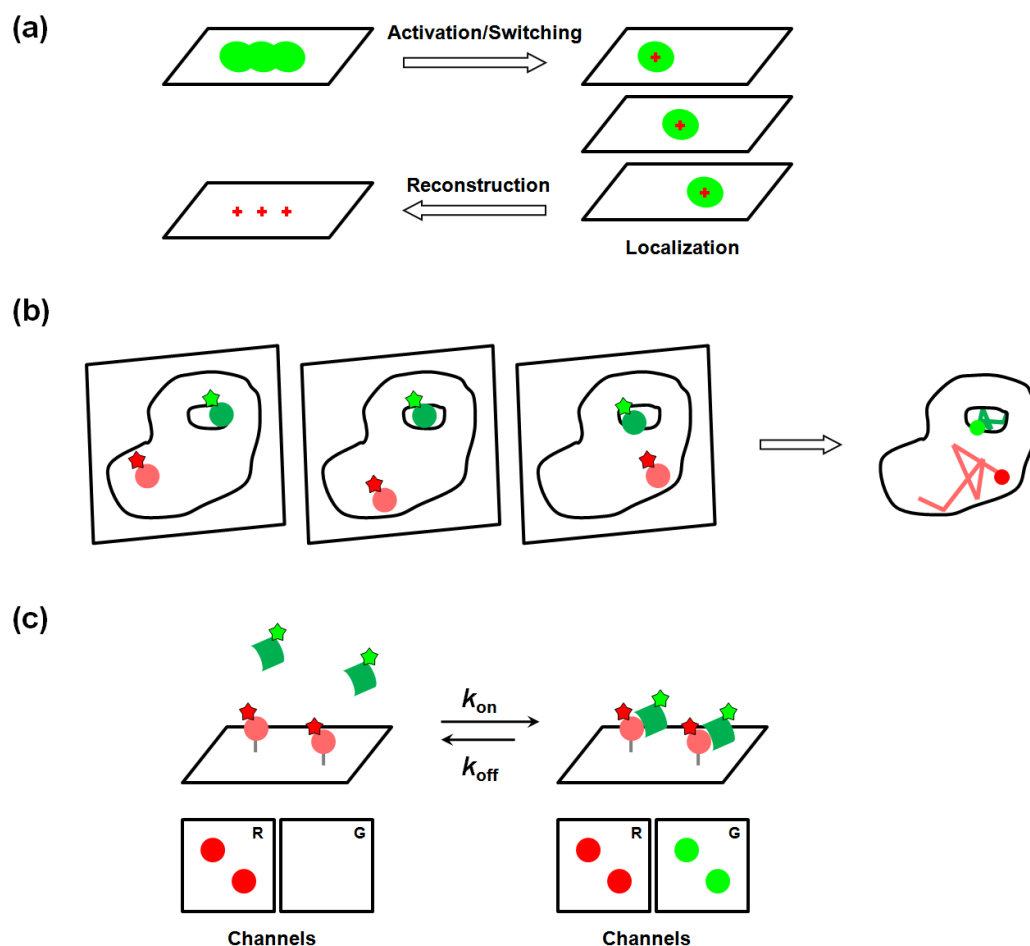 (a)
Activation/Switching
Reconstruction
Localization
(b)
(c)
kon
koff
R
G
R
G
Channels
Channels